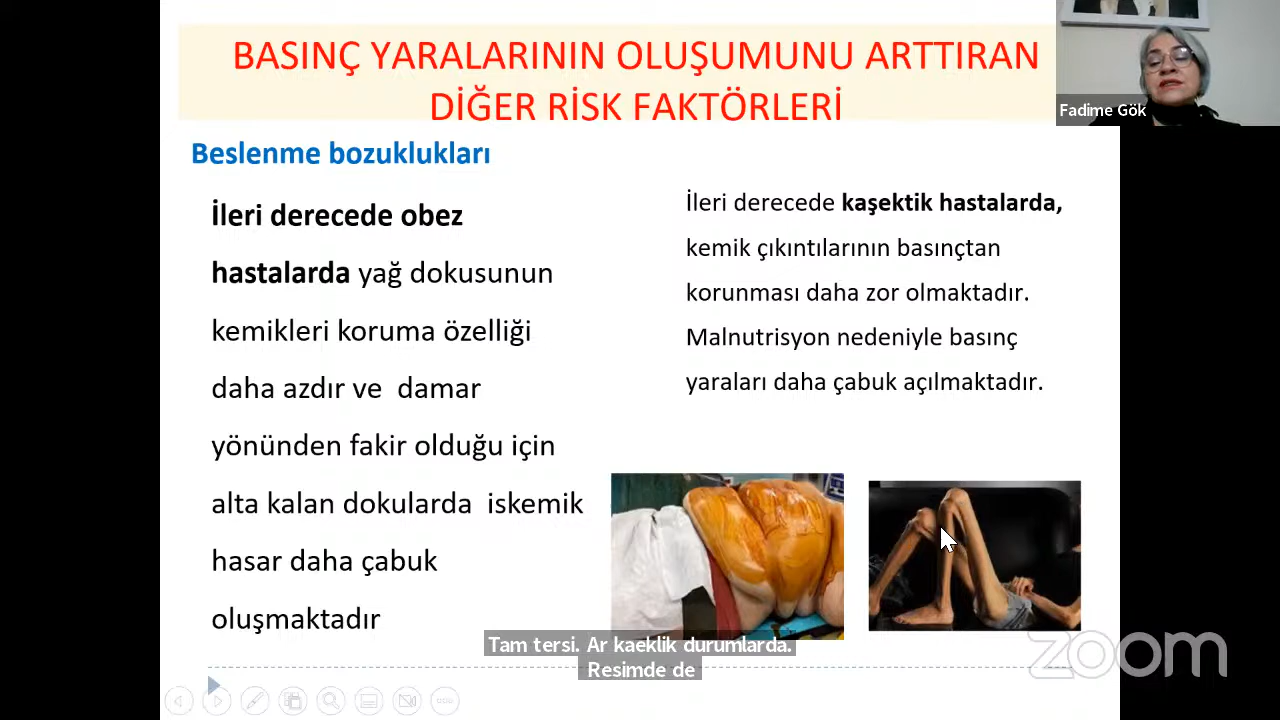 BASINÇ YARALARININ OLUŞUMUNU ARTTIRAN
DİĞER RİSK FAKTÖRLERİ
Fadime Gök
Beslenme bozuklukları
İleri derecede obez
hastalarda yağ dokusunun
kemikleri koruma özelliği
daha azdır ve damar
yönünden fakir olduğu için
alta kalan dokularda iskemik
hasar daha çabuk
oluşmaktadır
İleri derecede kaşektik hastalarda,
kemik çıkıntılarının basınçtan
korunması daha zor olmaktadır.
Malnutrisyon nedeniyle basınç
yaraları daha çabuk açılmaktadır.
Tam tersi. Ar kaeklik durumlarda.
Resimde de
zoom